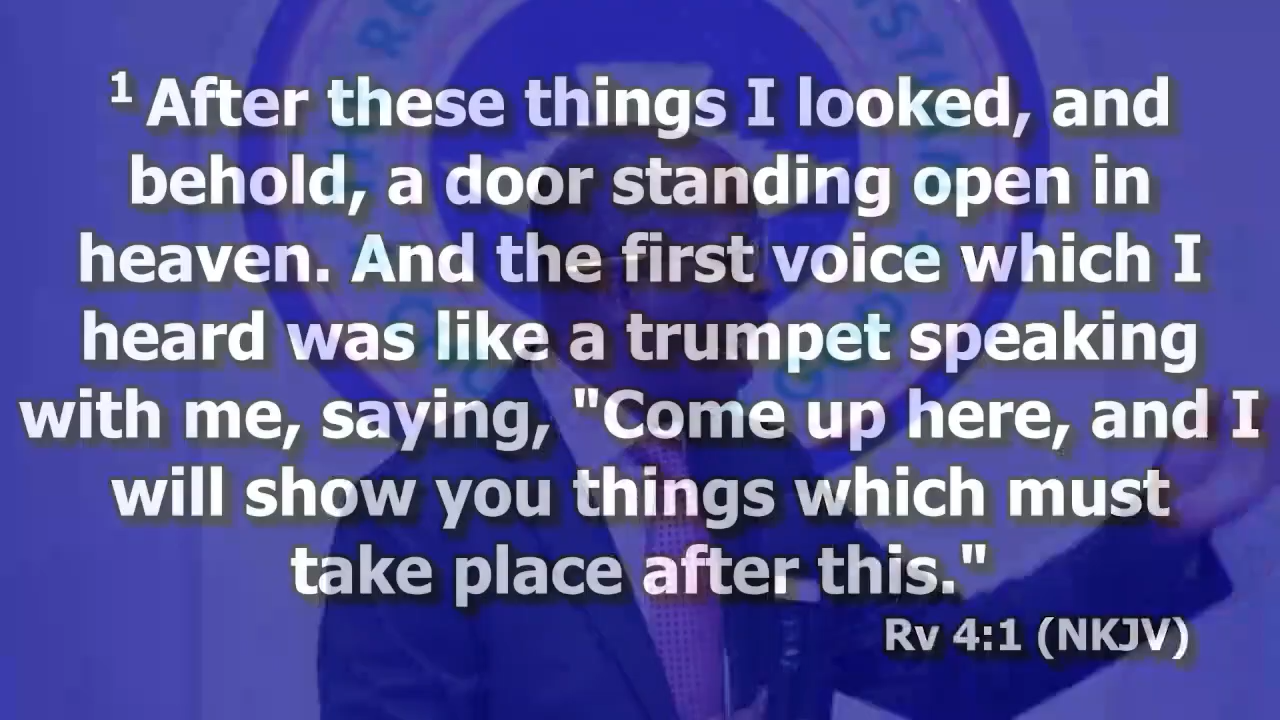 1 After these things I looked, and
behold, a door standing open in
heaven. And the first voice which I
heard was like a trumpet speaking
with me, saying, "Come up here, and I
will show you things which must
take place after this."
Rv 4:1 (NKJV)